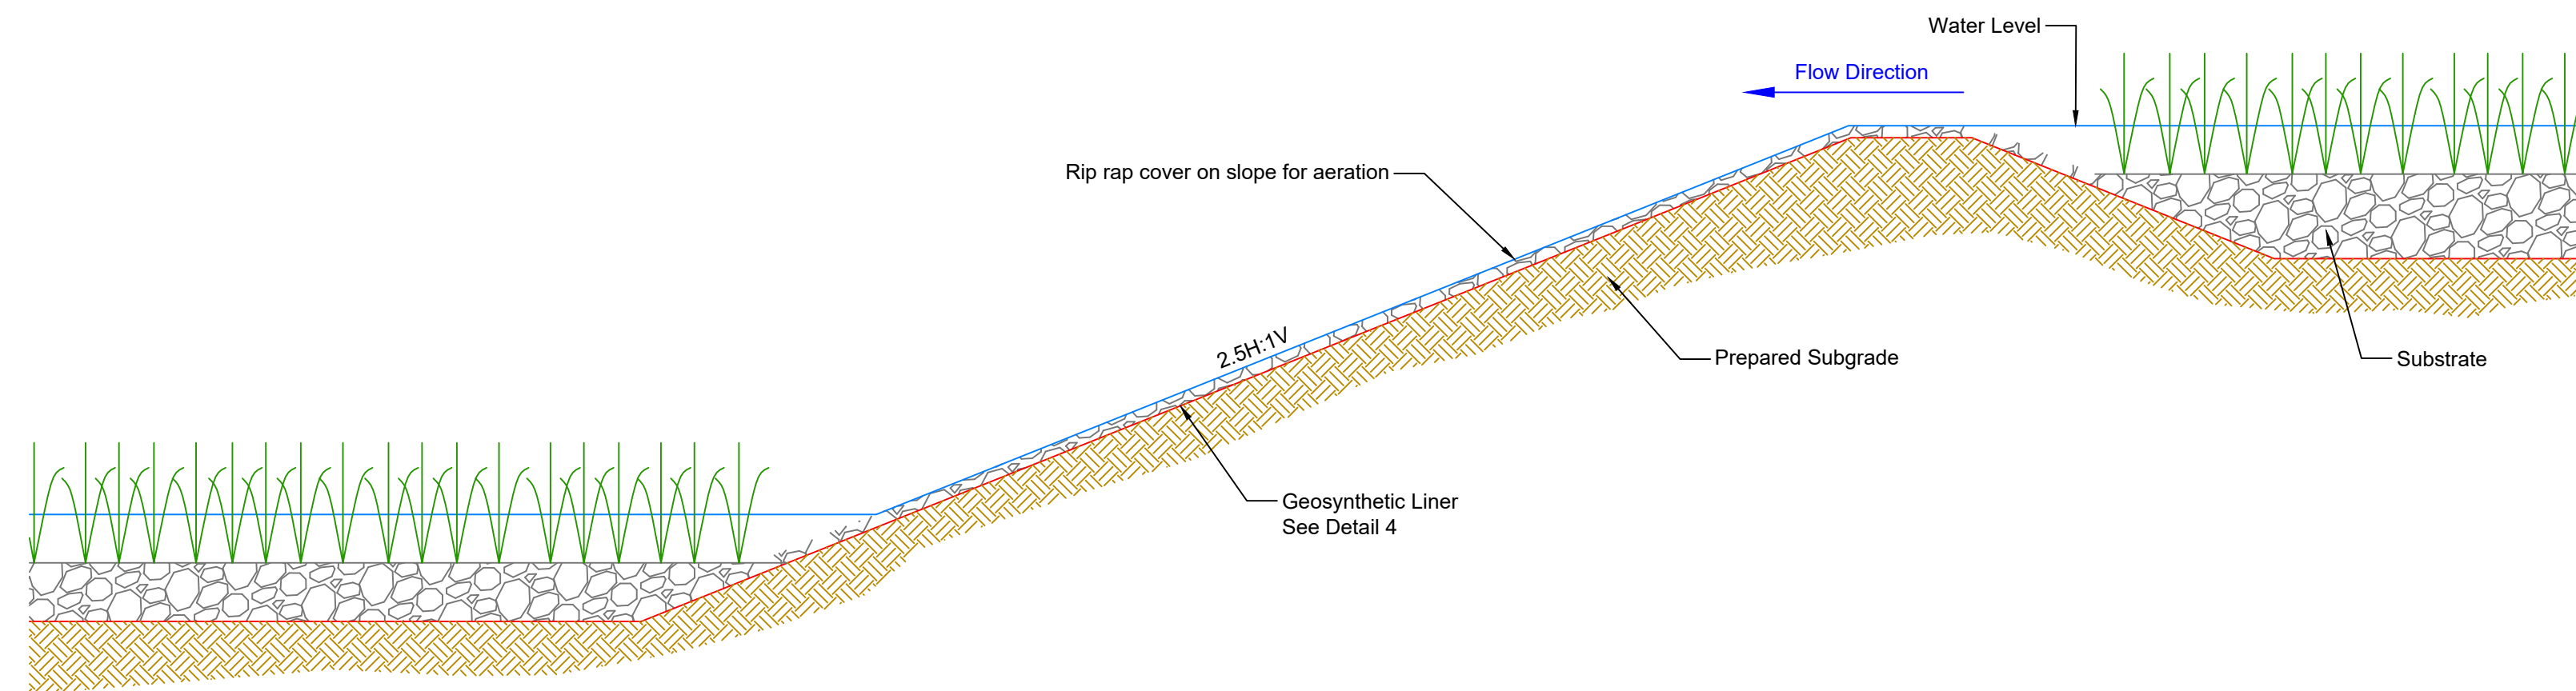 Water Level
Flow Direction
Rip rap cover on slope for aeration
2.5H:1V
Prepared Subgrade
Substrate
Geosynthetic Liner
See Detail 4